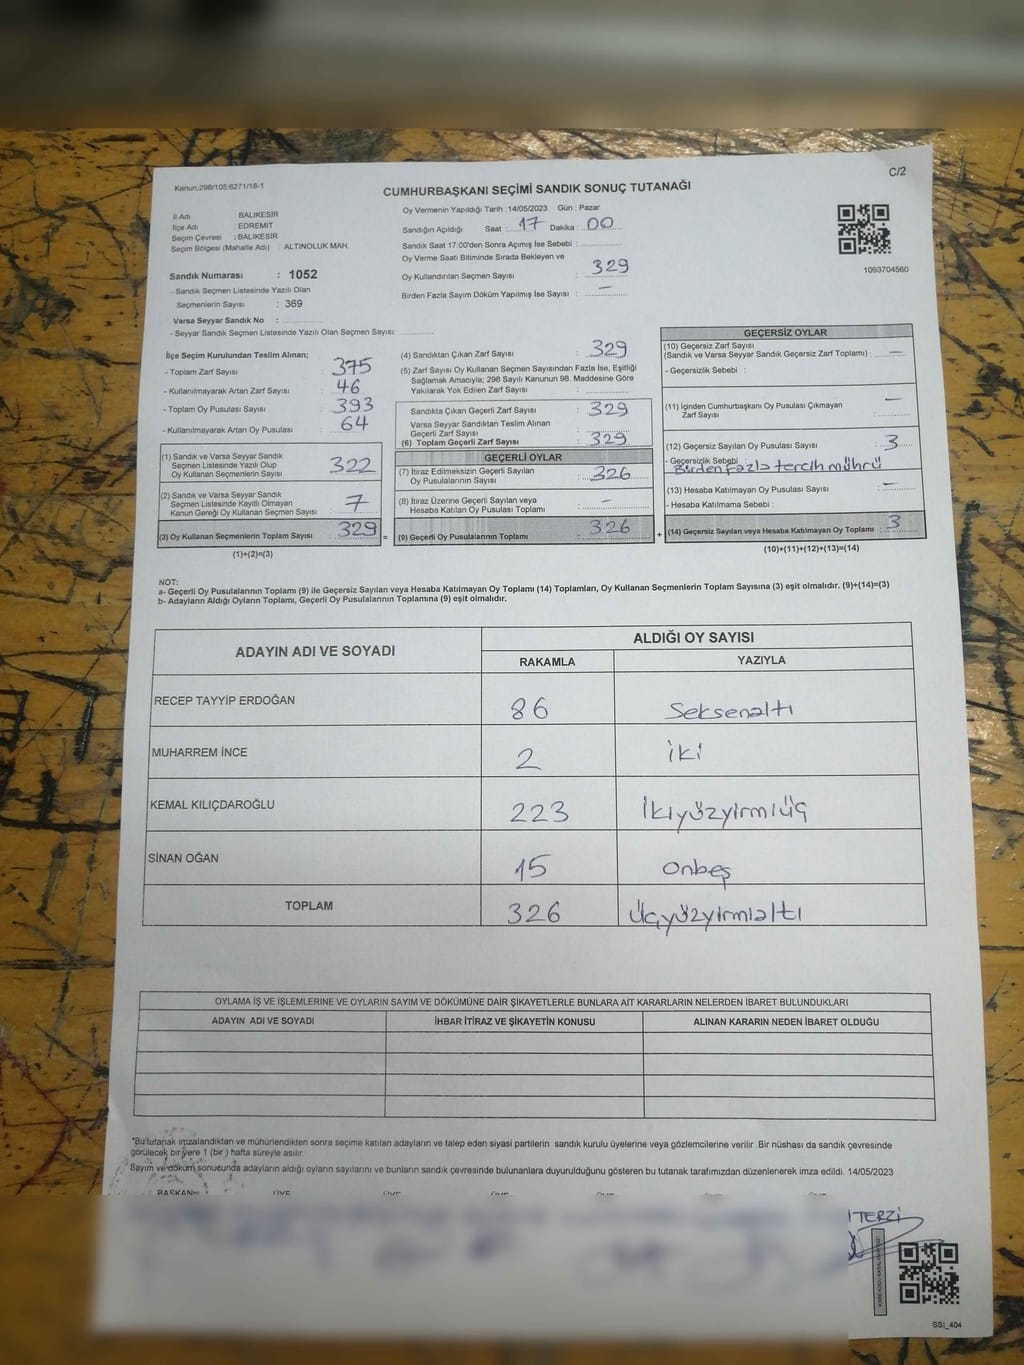 Kanun:298/105;6271/18-1
CUMHURBAŞKANI SEÇİMİ SANDIK SONUÇ TUTANAĞI
C/2
İl Adı BALIKESİR
İlçe Adı EDREMİT
Seçim Çevresi : BALIKESİR
Seçim Bölgesi (Mahalle Adı) : ALTINOLUK MAH.
Oy Vermenin Yapıldığı Tarih : 14/05/2023 Gün : Pazar
Sandığın Açıldığı Saat : 17 Dakika : 00
Sandık Saat 17:00'den Sonra Açımış İse Sebebi :
Oy Verme Saati Bitiminde Sırada Bekleyen ve
Oy Kullandırılan Seçmen Sayısı : 329
Birden Fazla Sayım Döküm Yapılmış İse Sayısı : —
1093704560
Sandık Numarası : 1052
- Sandık Seçmen Listesinde Yazılı Olan
Seçmenlerin Sayısı : 369
Varsa Seyyar Sandık No :
- Seyyar Sandık Seçmen Listesinde Yazılı Olan Seçmen Sayısı:
İlçe Seçim Kurulundan Teslim Alınan;
- Toplam Zarf Sayısı : 375
- Kullanılmayarak Artan Zarf Sayısı : 46
- Toplam Oy Pusulası Sayısı : 393
- Kullanılmayarak Artan Oy Pusulası : 64
(1) Sandık ve Varsa Seyyar Sandık
Seçmen Listesinde Yazılı Olup
Oy Kullanan Seçmenlerin Sayısı : 322
(2) Sandık ve Varsa Seyyar Sandık
Seçmen Listesinde Kayıtlı Olmayan
Kanun Gereği Oy Kullanan Seçmen Sayısı : 7
(3) Oy Kullanan Seçmenlerin Toplam Sayısı : 329 =
(1)+(2)=(3)
(4) Sandıktan Çıkan Zarf Sayısı : 329
(5) Zarf Sayısı Oy Kullanan Seçmen Sayısından Fazla İse, Eşitliği
Sağlamak Amacıyla; 298 Sayılı Kanunun 98. Maddesine Göre
Yakılarak Yok Edilen Zarf Sayısı :
Sandıkta Çıkan Geçerli Zarf Sayısı : 329
Varsa Seyyar Sandıktan Teslim Alınan
Geçerli Zarf Sayısı :
(6) Toplam Geçerli Zarf Sayısı : 329
GEÇERLİ OYLAR
(7) İtiraz Edilmeksizin Geçerli Sayılan
Oy Pusulalarının Sayısı : 326
(8) İtiraz Üzerine Geçerli Sayılan veya
Hesaba Katılan Oy Pusulası Toplamı : —
(9) Geçerli Oy Pusulalarının Toplamı : 326 +
GEÇERSİZ OYLAR
(10) Geçersiz Zarf Sayısı
(Sandık ve Varsa Seyyar Sandık Geçersiz Zarf Toplamı) : —
- Geçersizlik Sebebi :
(11) İçinden Cumhurbaşkanı Oy Pusulası Çıkmayan
Zarf Sayısı : —
(12) Geçersiz Sayılan Oy Pusulası Sayısı : 3
- Geçersizlik Sebebi :
Birden fazla tercih mührü
(13) Hesaba Katılmayan Oy Pusulası Sayısı : —
- Hesaba Katılmama Sebebi :
(14) Geçersiz Sayılan veya Hesaba Katılmayan Oy Toplamı : 3
(10)+(11)+(12)+(13)=(14)
NOT:
a- Geçerli Oy Pusulalarının Toplamı (9) ile Geçersiz Sayılan veya Hesaba Katılmayan Oy Toplamı (14) Toplamları, Oy Kullanan Seçmenlerin Toplam Sayısına (3) eşit olmalıdır. (9)+(14)=(3)
b- Adayların Aldığı Oyların Toplamı, Geçerli Oy Pusulalarının Toplamına (9) eşit olmalıdır.
ADAYIN ADI VE SOYADI
ALDIĞI OY SAYISI
RAKAMLA YAZIYLA
RECEP TAYYİP ERDOĞAN 86 Seksenaltı
MUHARREM İNCE 2 iki
KEMAL KILIÇDAROĞLU 223 İkiyüzyirmiüç
SİNAN OĞAN 15 onbeş
TOPLAM 326 Üçyüzyirmialtı
OYLAMA İŞ VE İŞLEMLERİNE VE OYLARIN SAYIM VE DÖKÜMÜNE DAİR ŞİKAYETLERLE BUNLARA AİT KARARLARIN NELERDEN İBARET BULUNDUKLARI
ADAYIN ADI VE SOYADI İHBAR İTİRAZ VE ŞİKAYETİN KONUSU ALINAN KARARIN NEDEN İBARET OLDUĞU
*Bu tutanak imzalandıktan ve mühürlendikten sonra seçime katılan adayların ve talep eden siyasi partilerin sandık kurulu üyelerine veya gözlemcilerine verilir. Bir nüshası da sandık çevresinde
görülecek bir yere 1 (bir) hafta süreyle asılır.
Sayım ve döküm sonucunda adayların aldığı oyların sayılarını ve bunların sandık çevresinde bulunanlara duyurulduğunu gösteren bu tutanak tarafımızdan düzenlenerek imza edildi. 14/05/2023
BAŞKAN ÜYE ÜYE ÜYE ÜYE ÜYE ÜYE
TERZİ
SSI_404